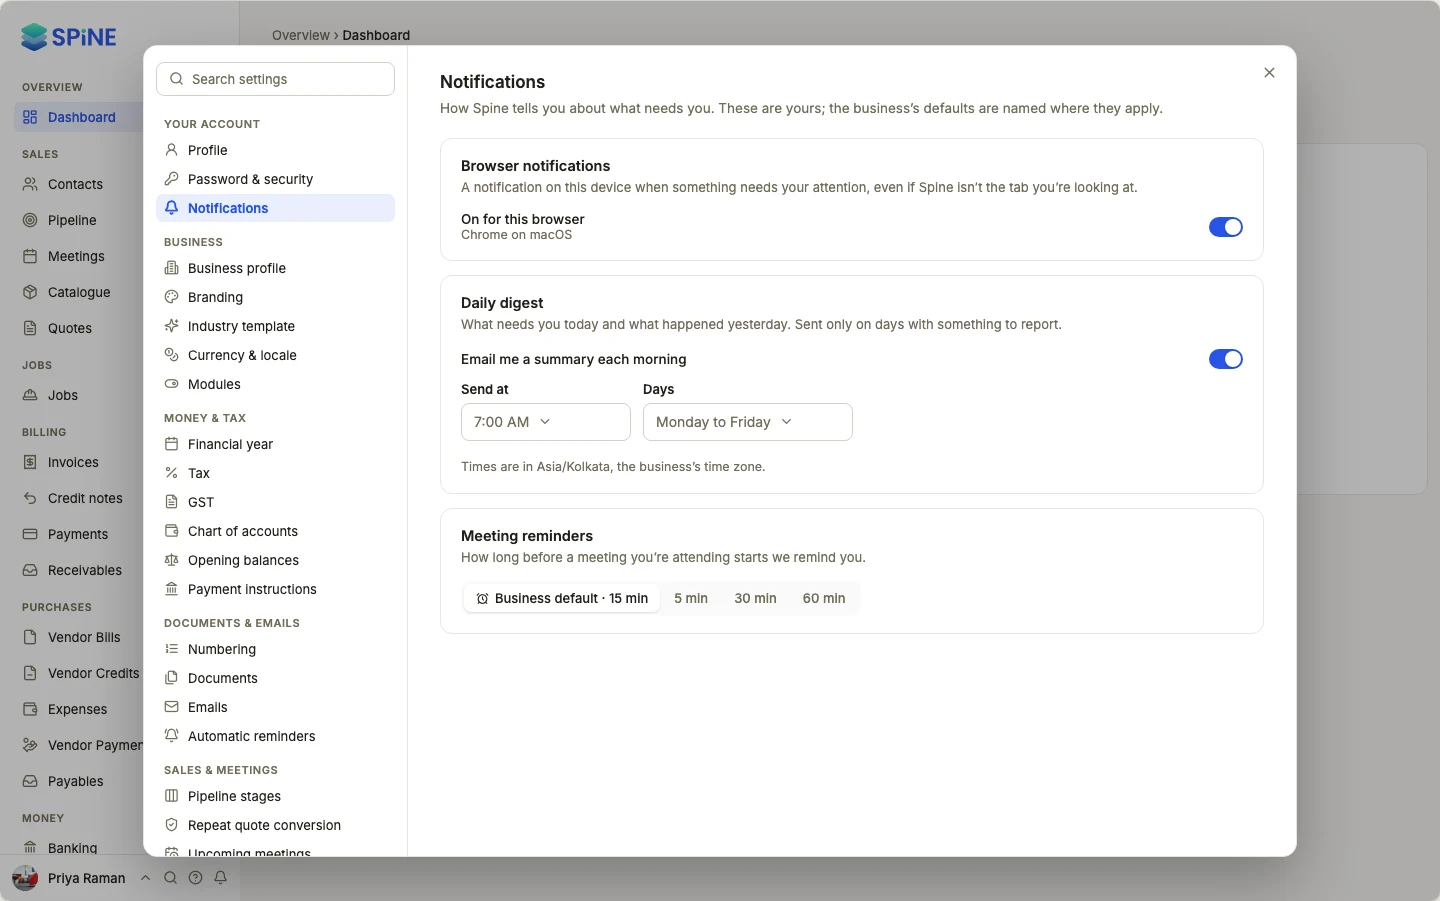 SPiNE
Overview › Dashboard
OVERVIEW
Dashboard
SALES
Contacts
Pipeline
Meetings
Catalogue
Quotes
JOBS
Jobs
BILLING
Invoices
Credit notes
Payments
Receivables
PURCHASES
Vendor Bills
Vendor Credits
Expenses
Vendor Paymen
Payables
MONEY
Banking
Priya Raman
Search settings
YOUR ACCOUNT
Profile
Password & security
Notifications
BUSINESS
Business profile
Branding
Industry template
Currency & locale
Modules
MONEY & TAX
Financial year
Tax
GST
Chart of accounts
Opening balances
Payment instructions
DOCUMENTS & EMAILS
Numbering
Documents
Emails
Automatic reminders
SALES & MEETINGS
Pipeline stages
Repeat quote conversion
Upcoming meetings
Notifications
How Spine tells you about what needs you. These are yours; the business’s defaults are named where they apply.
Browser notifications
A notification on this device when something needs your attention, even if Spine isn’t the tab you’re looking at.
On for this browser
Chrome on macOS
Daily digest
What needs you today and what happened yesterday. Sent only on days with something to report.
Email me a summary each morning
Send at Days
7:00 AM Monday to Friday
Times are in Asia/Kolkata, the business’s time zone.
Meeting reminders
How long before a meeting you’re attending starts we remind you.
Business default · 15 min 5 min 30 min 60 min